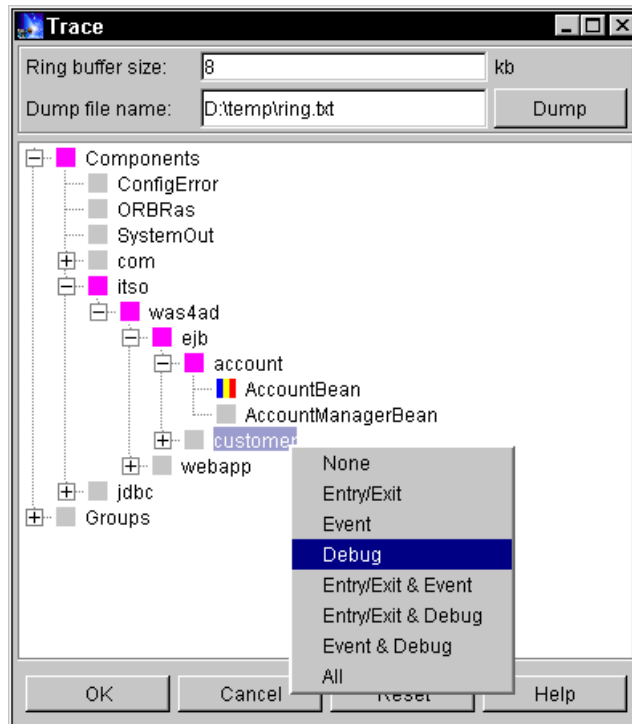 Trace
Ring buffer size: 8 kb
Dump file name: D:\temp\ring.txt Dump
Components
ConfigError
ORBRas
SystemOut
com
itso
was4ad
ejb
account
AccountBean
AccountManagerBean
customer
webapp
jdbc
Groups
None
Entry/Exit
Event
Debug
Entry/Exit & Event
Entry/Exit & Debug
Event & Debug
All
OK Cancel Reset Help